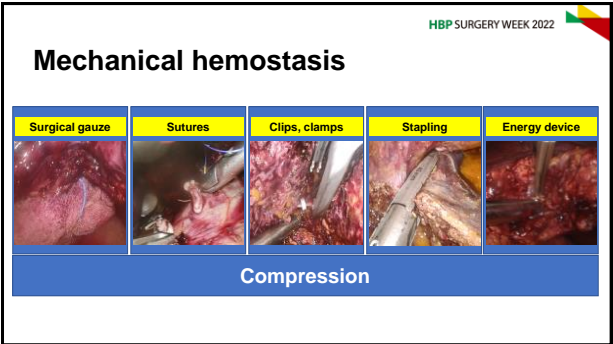 HBP SURGERY WEEK 2022
Mechanical hemostasis
Surgical gauze
Sutures
Clips, clamps
Stapling
Energy device
Compression